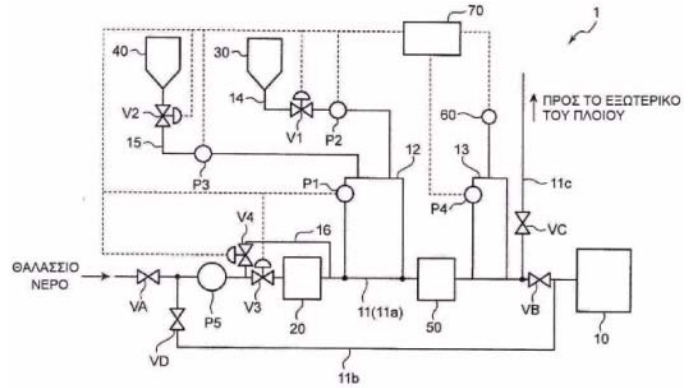 1
70
40
30
ΠΡΟΣ ΤΟ ΕΞΩΤΕΡΙΚΟ
ΤΟΥ ΠΛΟΙΟΥ
14
60
V2
V1
P2
15
12
13
P3
11c
P1
P4
V4
16
VC
ΘΑΛΑΣΣΙΟ
ΝΕΡΟ
VA
P5
V3
20
11(11a)
50
VB
10
VD
11b